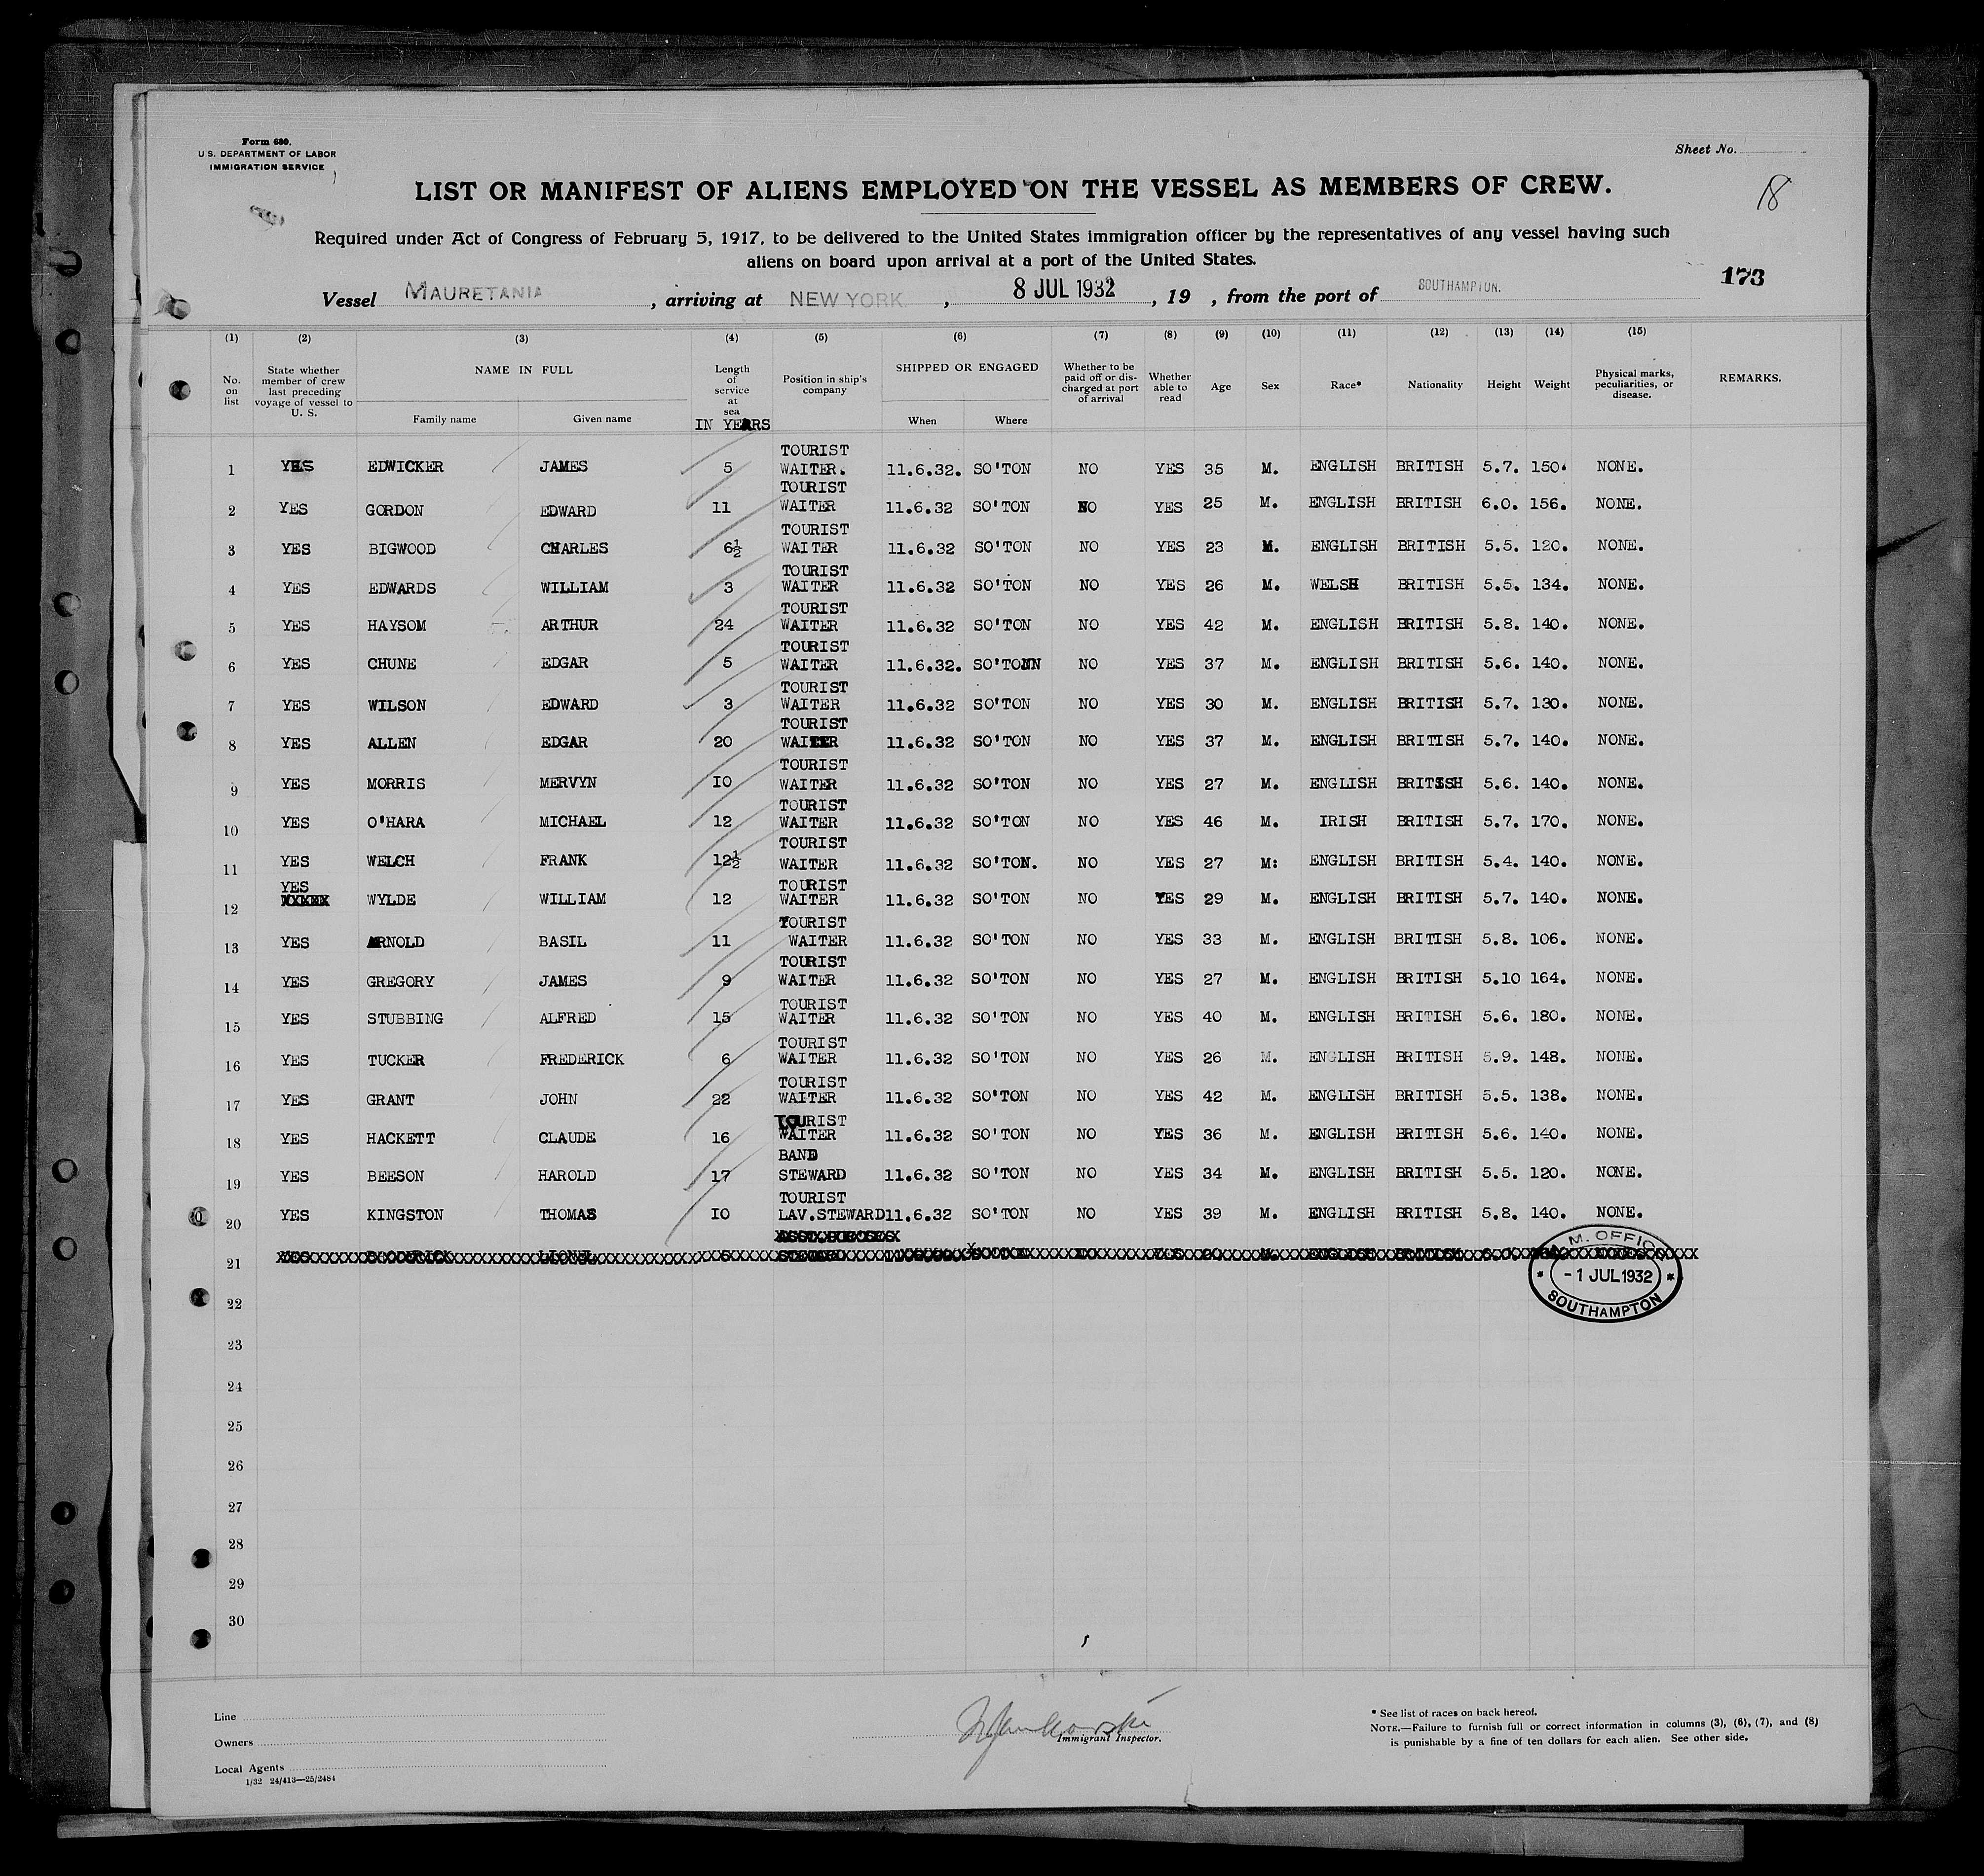 Form 680.
U.S. DEPARTMENT OF LABOR
IMMIGRATION SERVICE
Sheet No.
18
LIST OR MANIFEST OF ALIENS EMPLOYED ON THE VESSEL AS MEMBERS OF CREW.
Required under Act of Congress of February 5, 1917, to be delivered to the United States immigration officer by the representatives of any vessel having such
aliens on board upon arrival at a port of the United States.
173
Vessel MAURETANIA, arriving at NEW YORK, 8 JUL 1932, 19 , from the port of SOUTHAMPTON.
(1) (2) (3) (4) (5) (6) (7) (8) (9) (10) (11) (12) (13) (14) (15)
No. on list State whether member of crew last preceding voyage of vessel to U. S. NAME IN FULL Family name Given name Length of service at sea IN YEARS Position in ship's company SHIPPED OR ENGAGED When Where Whether to be paid off or discharged at port of arrival Whether able to read Age Sex Race* Nationality Height Weight Physical marks, peculiarities, or disease. REMARKS.
1 YES EDWICKER JAMES 5 TOURIST WAITER. 11.6.32. SO'TON NO YES 35 M. ENGLISH BRITISH 5.7. 150. NONE.
2 YES GORDON EDWARD 11 TOURIST WAITER 11.6.32 SO'TON NO YES 25 M. ENGLISH BRITISH 6.0. 156. NONE.
3 YES BIGWOOD CHARLES 6½ TOURIST WAITER 11.6.32 SO'TON NO YES 23 M. ENGLISH BRITISH 5.5. 120. NONE.
4 YES EDWARDS WILLIAM 3 TOURIST WAITER 11.6.32 SO'TON NO YES 26 M. WELSH BRITISH 5.5. 134. NONE.
5 YES HAYSOM ARTHUR 24 TOURIST WAITER 11.6.32 SO'TON NO YES 42 M. ENGLISH BRITISH 5.8. 140. NONE.
6 YES CHUNE EDGAR 5 TOURIST WAITER 11.6.32. SO'TONN NO YES 37 M. ENGLISH BRITISH 5.6. 140. NONE.
7 YES WILSON EDWARD 3 TOURIST WAITER 11.6.32 SO'TON NO YES 30 M. ENGLISH BRITISH 5.7. 130. NONE.
8 YES ALLEN EDGAR 20 TOURIST WAITER 11.6.32 SO'TON NO YES 37 M. ENGLISH BRITISH 5.7. 140. NONE.
9 YES MORRIS MERVYN IO TOURIST WAITER 11.6.32 SO'TON NO YES 27 M. ENGLISH BRITISH 5.6. 140. NONE.
10 YES O'HARA MICHAEL 12 TOURIST WAITER 11.6.32 SO'TON NO YES 46 M. IRISH BRITISH 5.7. 170. NONE.
11 YES WELCH FRANK 12½ TOURIST WAITER 11.6.32 SO'TON. NO YES 27 M: ENGLISH BRITISH 5.4. 140. NONE.
12 YES WYLDE WILLIAM 12 TOURIST WAITER 11.6.32 SO'TON NO YES 29 M. ENGLISH BRITISH 5.7. 140. NONE.
13 YES ARNOLD BASIL 11 TOURIST WAITER 11.6.32 SO'TON NO YES 33 M. ENGLISH BRITISH 5.8. 106. NONE.
14 YES GREGORY JAMES 9 TOURIST WAITER 11.6.32 SO'TON NO YES 27 M. ENGLISH BRITISH 5.10 164. NONE.
15 YES STUBBING ALFRED 15 TOURIST WAITER 11.6.32 SO'TON NO YES 40 M. ENGLISH BRITISH 5.6. 180. NONE.
16 YES TUCKER FREDERICK 6 TOURIST WAITER 11.6.32 SO'TON NO YES 26 M. ENGLISH BRITISH 5.9. 148. NONE.
17 YES GRANT JOHN 22 TOURIST WAITER 11.6.32 SO'TON NO YES 42 M. ENGLISH BRITISH 5.5. 138. NONE.
18 YES HACKETT CLAUDE 16 TOURIST WAITER 11.6.32 SO'TON NO YES 36 M. ENGLISH BRITISH 5.6. 140. NONE.
19 YES BEESON HAROLD 17 BAND STEWARD 11.6.32 SO'TON NO YES 34 M. ENGLISH BRITISH 5.5. 120. NONE.
20 YES KINGSTON THOMAS IO TOURIST LAV.STEWARD 11.6.32 SO'TON NO YES 39 M. ENGLISH BRITISH 5.8. 140. NONE.
21 YES BRODERICK LIONEL STEWARD
M. OFFICE
- 1 JUL 1932
SOUTHAMPTON
22
23
24
25
26
27
28
29
30
Line
Owners
Local Agents
1/32 24/413—25/2484
Immigrant Inspector.
* See list of races on back hereof.
NOTE.—Failure to furnish full or correct information in columns (3), (6), (7), and (8)
is punishable by a fine of ten dollars for each alien. See other side.